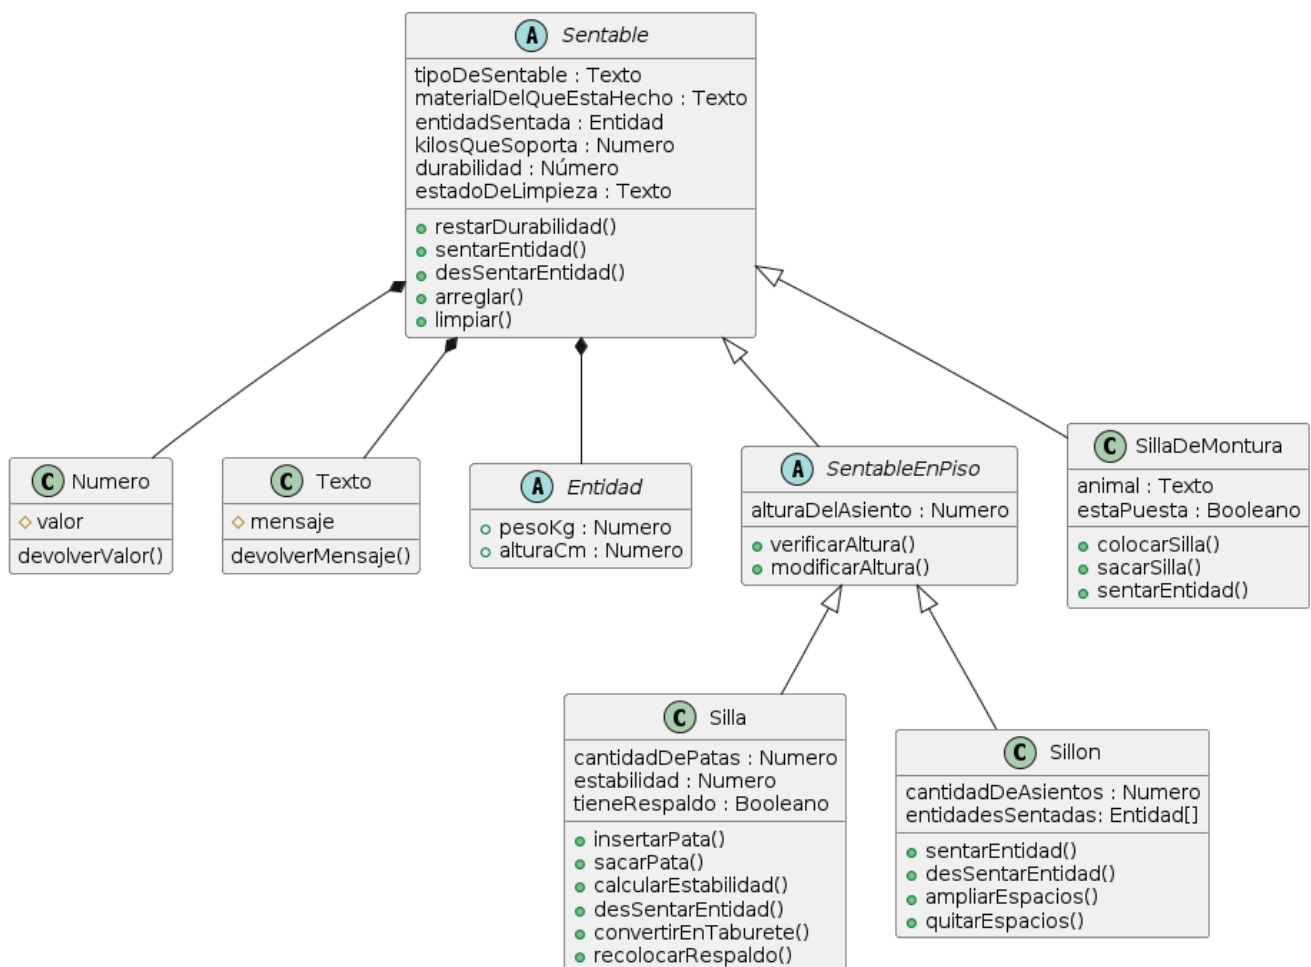 A Sentable
tipoDeSentable : Texto
materialDelQueEstaHecho : Texto
entidadSentada : Entidad
kilosQueSoporta : Numero
durabilidad : Número
estadoDeLimpieza : Texto
restarDurabilidad()
sentarEntidad()
desSentarEntidad()
arreglar()
limpiar()
C Numero
valor
devolverValor()
C Texto
mensaje
devolverMensaje()
A Entidad
pesoKg : Numero
alturaCm : Numero
A SentableEnPiso
alturaDelAsiento : Numero
verificarAltura()
modificarAltura()
C SillaDeMontura
animal : Texto
estaPuesta : Booleano
colocarSilla()
sacarSilla()
sentarEntidad()
C Silla
cantidadDePatas : Numero
estabilidad : Numero
tieneRespaldo : Booleano
insertarPata()
sacarPata()
calcularEstabilidad()
desSentarEntidad()
convertirEnTaburete()
recolocarRespaldo()
C Sillon
cantidadDeAsientos : Numero
entidadesSentadas: Entidad[]
sentarEntidad()
desSentarEntidad()
ampliarEspacios()
quitarEspacios()